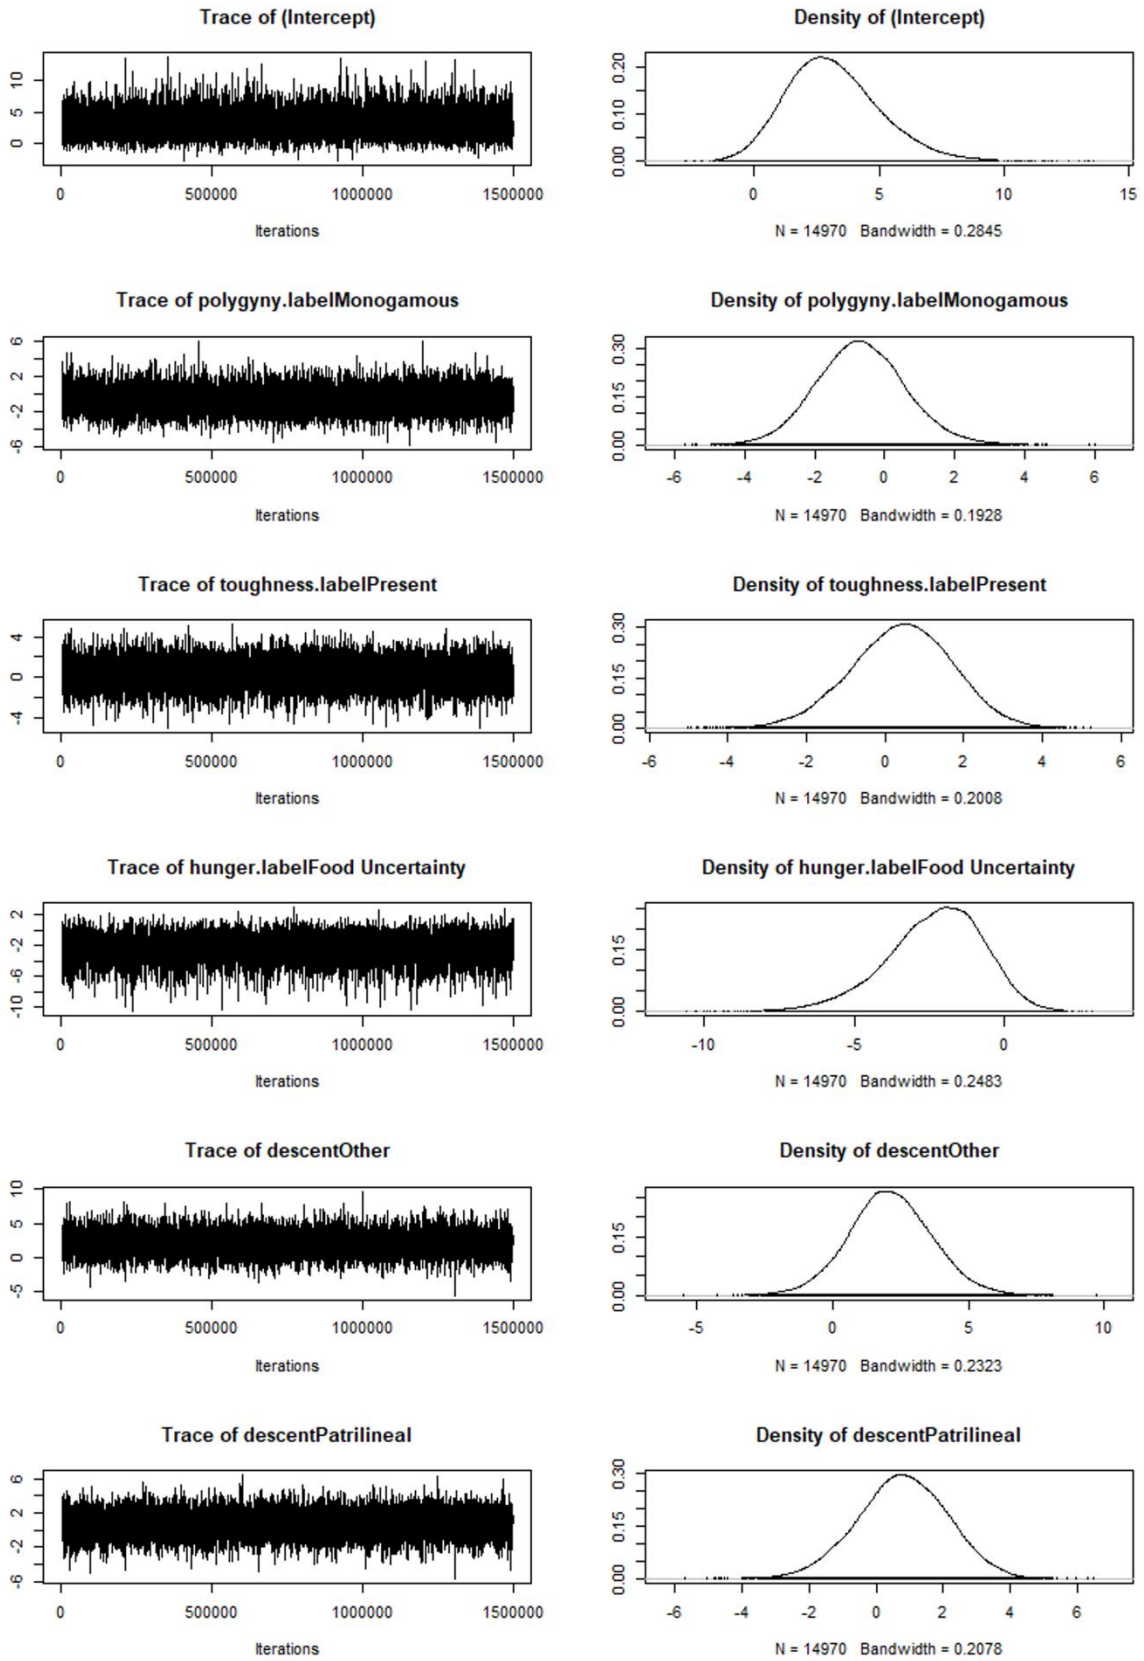 Trace of (Intercept)
Density of (Intercept)
10
5
0
0.20
0.10
0.00
0 500000 1000000 1500000
0 5 10 15
Iterations
N = 14970 Bandwidth = 0.2845
Trace of polygyny.labelMonogamous
Density of polygyny.labelMonogamous
6
2
-2
-6
0.30
0.15
0.00
0 500000 1000000 1500000
-6 -4 -2 0 2 4 6
Iterations
N = 14970 Bandwidth = 0.1928
Trace of toughness.labelPresent
Density of toughness.labelPresent
4
0
-4
0.30
0.15
0.00
0 500000 1000000 1500000
-6 -4 -2 0 2 4 6
Iterations
N = 14970 Bandwidth = 0.2008
Trace of hunger.labelFood Uncertainty
Density of hunger.labelFood Uncertainty
2
-2
-6
-10
0.15
0.00
0 500000 1000000 1500000
-10 -5 0
Iterations
N = 14970 Bandwidth = 0.2483
Trace of descentOther
Density of descentOther
10
5
0
-5
0.15
0.00
0 500000 1000000 1500000
-5 0 5 10
Iterations
N = 14970 Bandwidth = 0.2323
Trace of descentPatrilineal
Density of descentPatrilineal
6
2
-2
-6
0.30
0.15
0.00
0 500000 1000000 1500000
-6 -4 -2 0 2 4 6
Iterations
N = 14970 Bandwidth = 0.2078